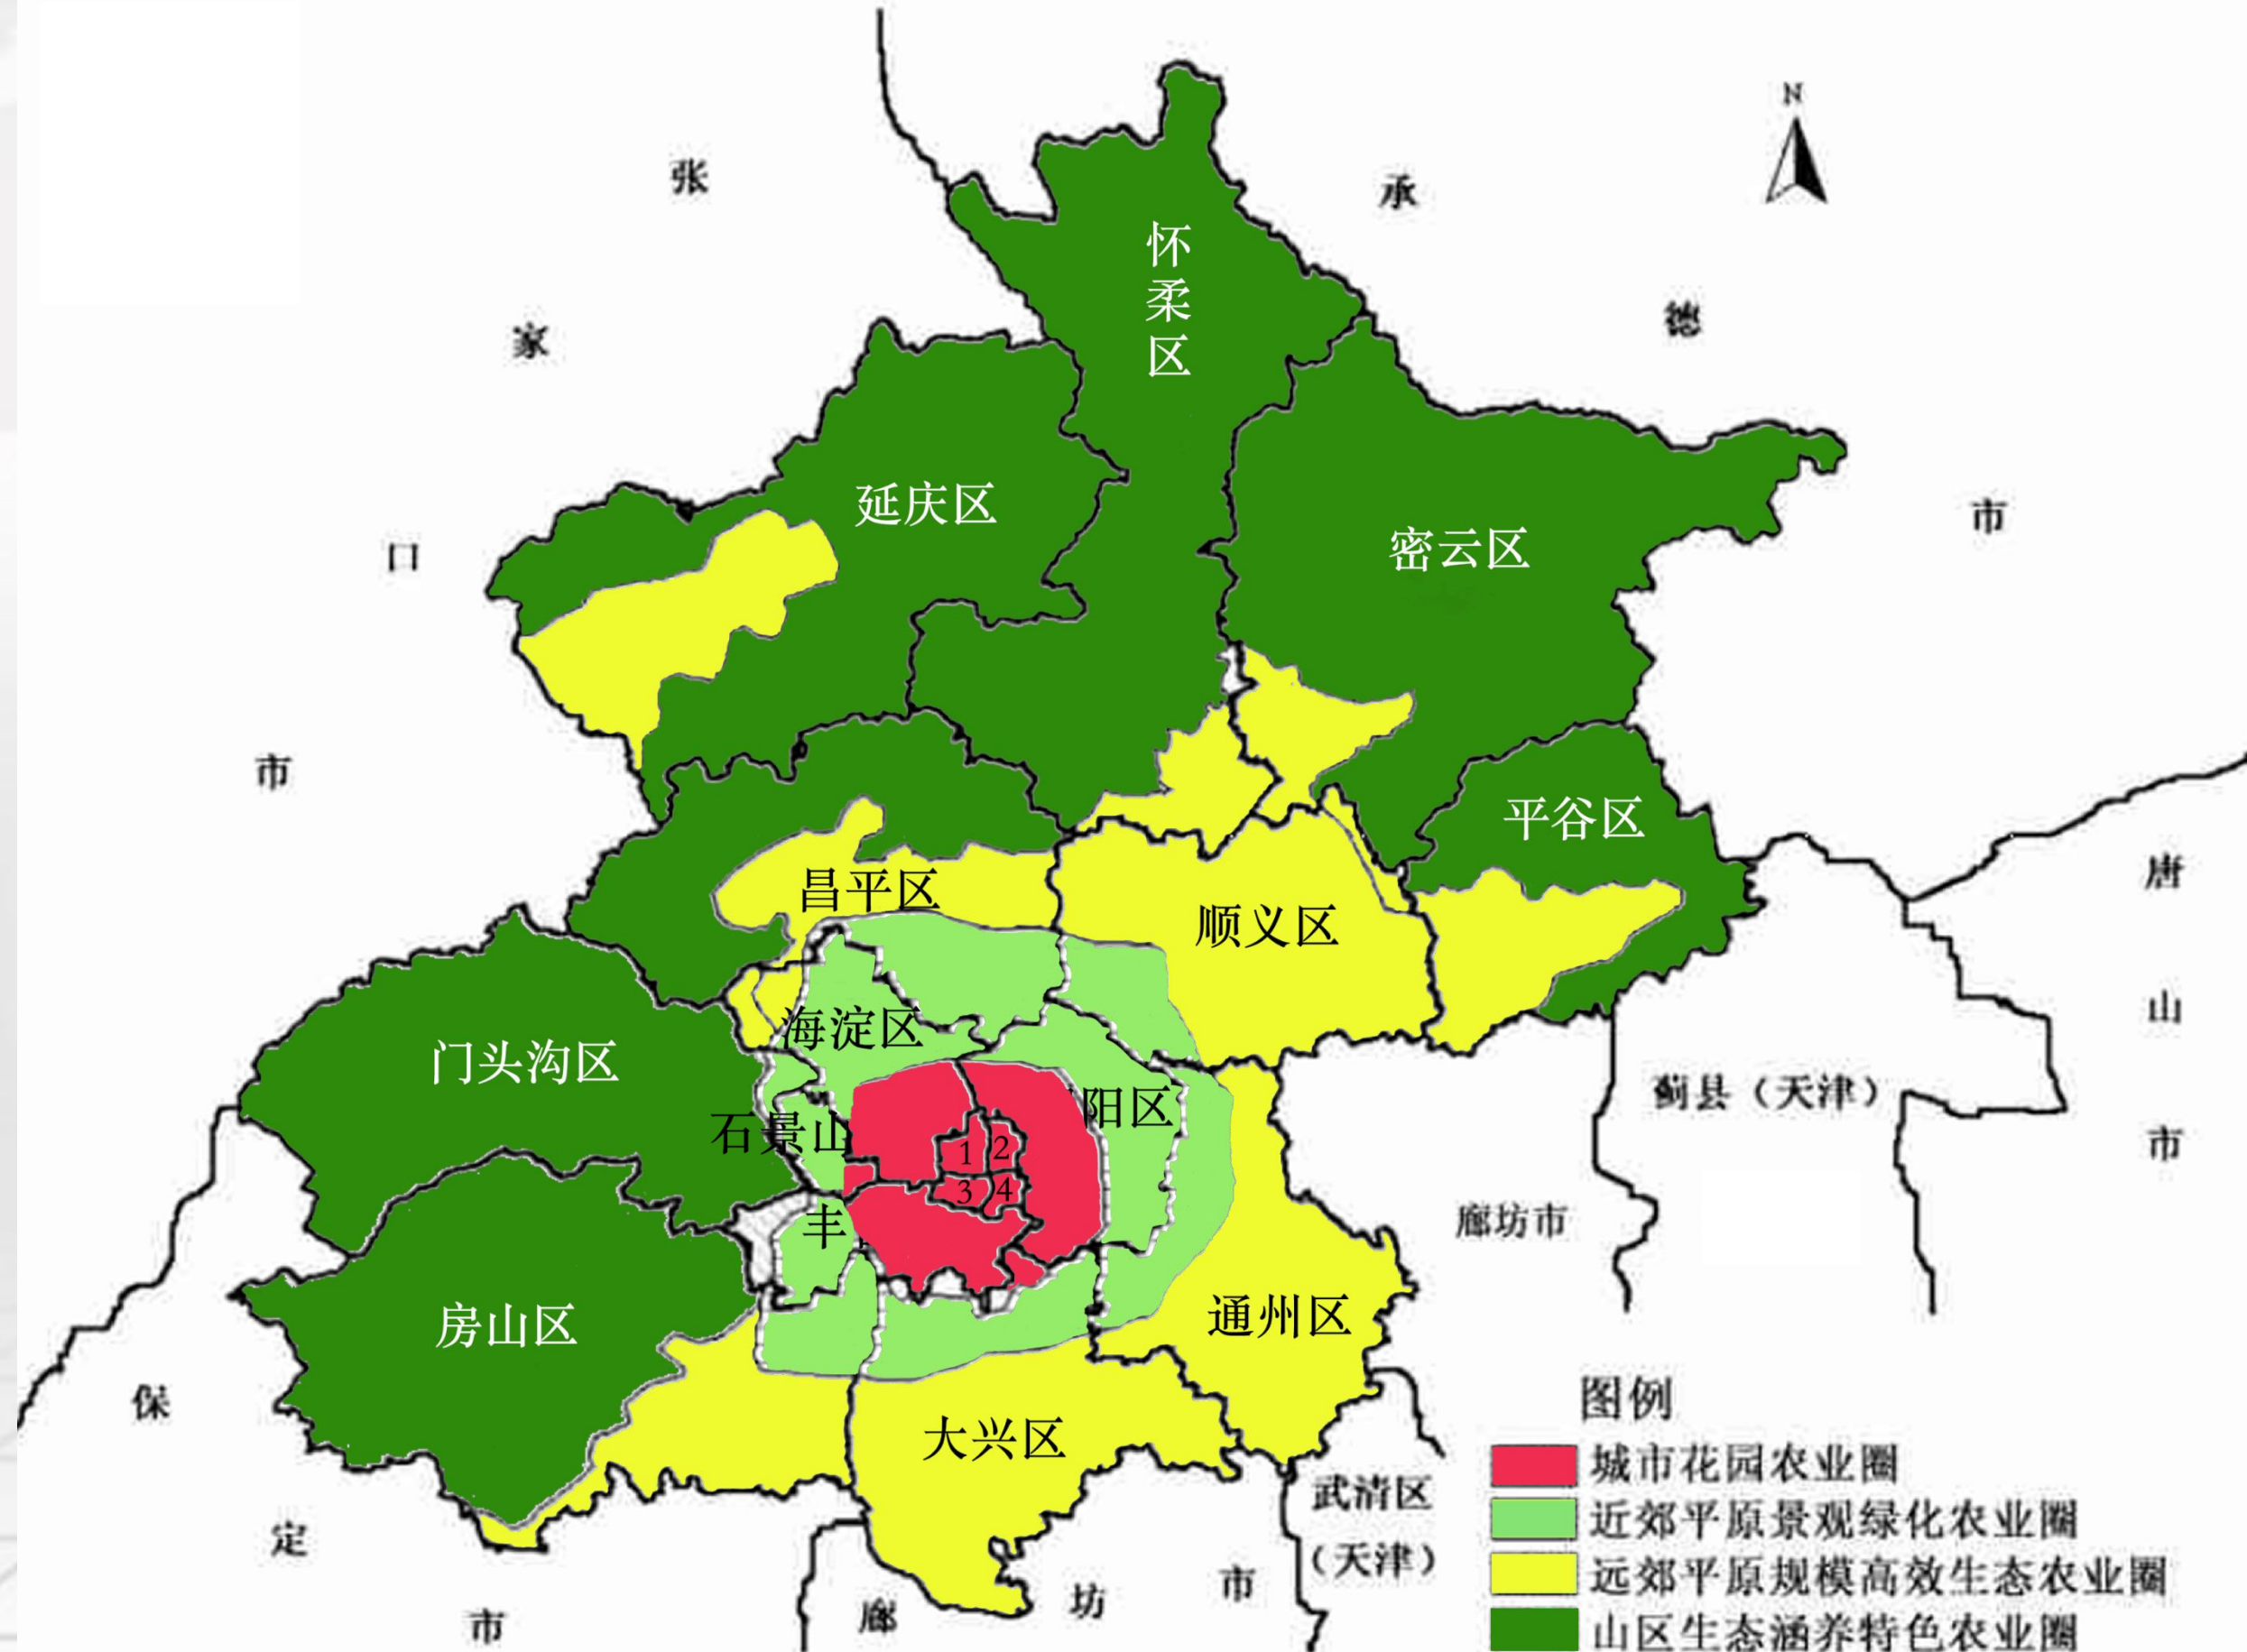 N
张
家
口
市
承
德
市
怀柔区
延庆区
密云区
平谷区
昌平区
顺义区
海淀区
门头沟区
阳区
石景山
1
2
3
4
丰
房山区
通州区
大兴区
唐
山
市
蓟县（天津）
廊坊市
保
定
市
廊
坊
市
武清区
（天津）
图例
城市花园农业圈
近郊平原景观绿化农业圈
远郊平原规模高效生态农业圈
山区生态涵养特色农业圈